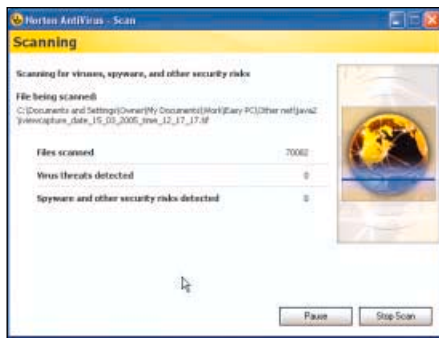 Norton AntiVirus - Scan
Scanning
Scanning for viruses, spyware, and other security risks
File being scanned:
C:\Documents and Settings\Owner\My Documents\Work\Easy PC\Other net\java2
\viewcapture_date_15_03_2005_time_12_17_17.tif
Files scanned 70082
Virus threats detected 0
Spyware and other security risks detected 0
Pause Stop Scan